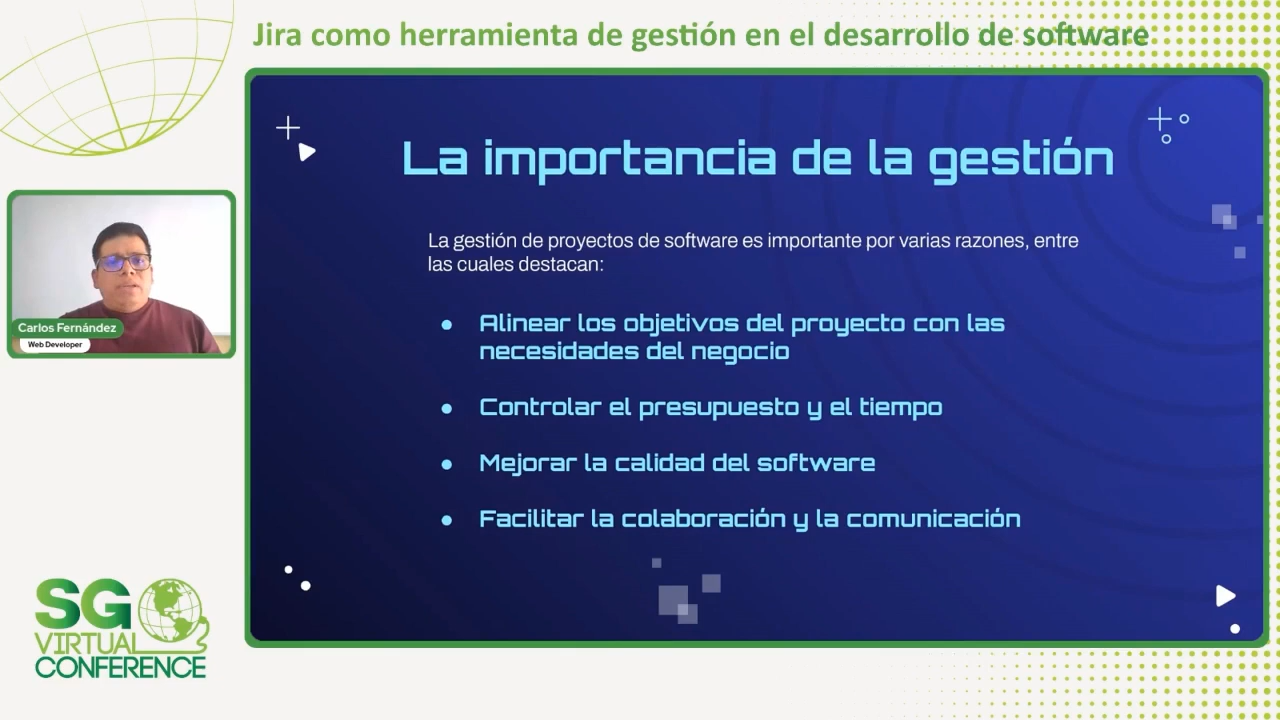 Jira como herramienta de gestión en el desarrollo de software
La importancia de la gestión
La gestión de proyectos de software es importante por varias razones, entre
las cuales destacan:
● Alinear los objetivos del proyecto con las
necesidades del negocio
● Controlar el presupuesto y el tiempo
● Mejorar la calidad del software
● Facilitar la colaboración y la comunicación
Carlos Fernández
Web Developer
SG
VIRTUAL
CONFERENCE